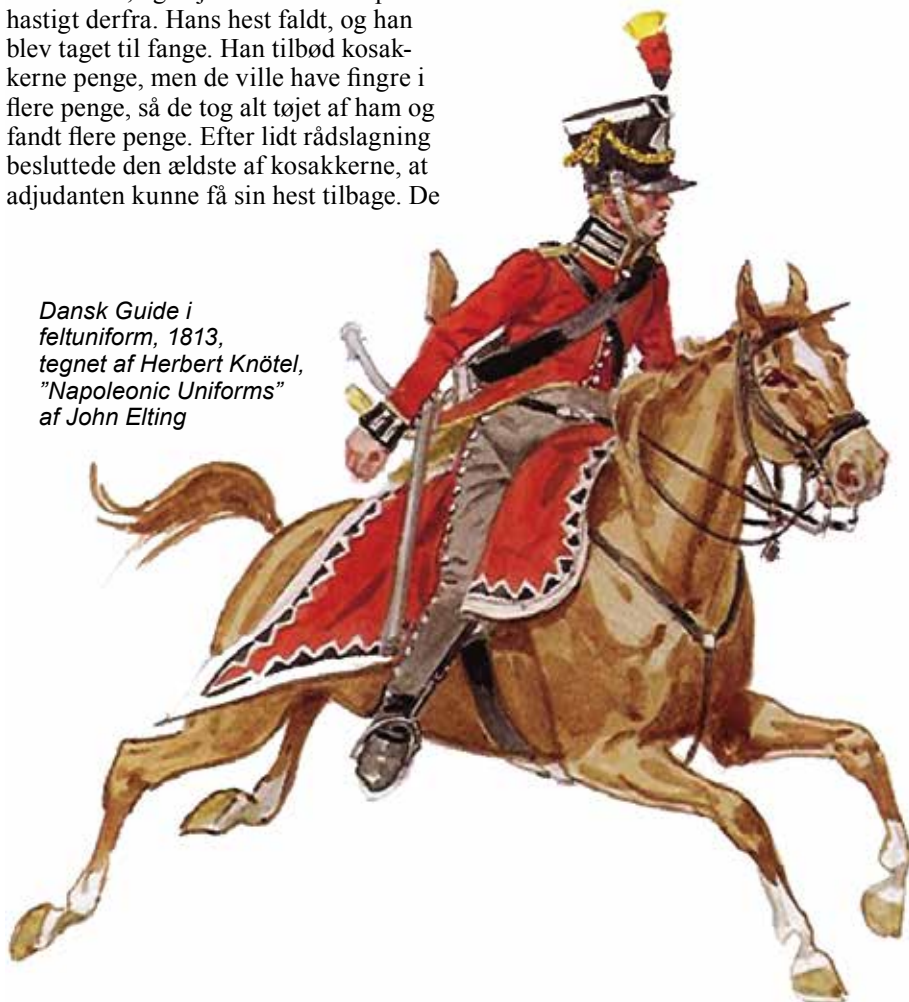 hastigt derfra. Hans hest faldt, og han
blev taget til fange. Han tilbød kosak-
kerne penge, men de ville have fingre i
flere penge, så de tog alt tøjet af ham og
fandt flere penge. Efter lidt rådslagning
besluttede den ældste af kosakkerne, at
adjudanten kunne få sin hest tilbage. De
Dansk Guide i
feltuniform, 1813,
tegnet af Herbert Knötel,
”Napoleonic Uniforms”
af John Elting